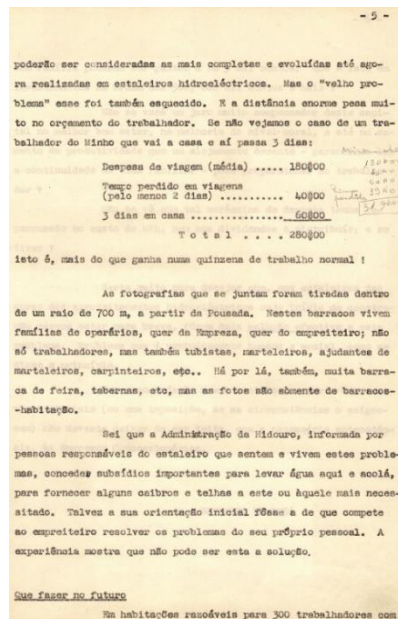 - 5 -
poderão ser consideradas as mais completas e evoluídas até ago-
ra realizadas em estaleiros hidroeléctricos. Mas o "velho pro-
blema" esse foi também esquecido. E a distância enorme pesa mui-
to no orçamento do trabalhador. Se não vejamos o caso de um tra-
balhador do Minho que vai a casa e aí passa 3 dias:
Despesa de viagem (média) ..... 180$00
Tempo perdido em viagens
(pelo menos 2 dias) ........... 40$00
3 dias em casa ................ 60$00
T o t a l .... 280$00
isto é, mais do que ganha numa quinzena de trabalho normal !
As fotografias que se juntam foram tiradas dentro
de um raio de 700 m, a partir da Pousada. Nestes barracos vivem
famílias de operários, quer da Empreza, quer do empreiteiro; não
só trabalhadores, mas também tubistas, marteleiros, ajudantes de
marteleiros, carpinteiros, etc.. Há por lá, também, muita barra-
ca de feira, tabernas, etc, mas as fotos são sòmente de barracos-
-habitação.
Sei que a Administração da Hidouro, informada por
pessoas responsáveis do estaleiro que sentem e vivem estes proble-
mas, concedeu subsídios importantes para levar água aqui e acolá,
para fornecer alguns caibros e telhas a este ou àquele mais neces-
sitado. Talvez a sua orientação inicial fôsse a de que compete
ao empreiteiro resolver os problemas do seu próprio pessoal. A
experiência mostra que não pode ser esta a solução.
Que fazer no futuro
Em habitações razoáveis para 300 trabalhadores com